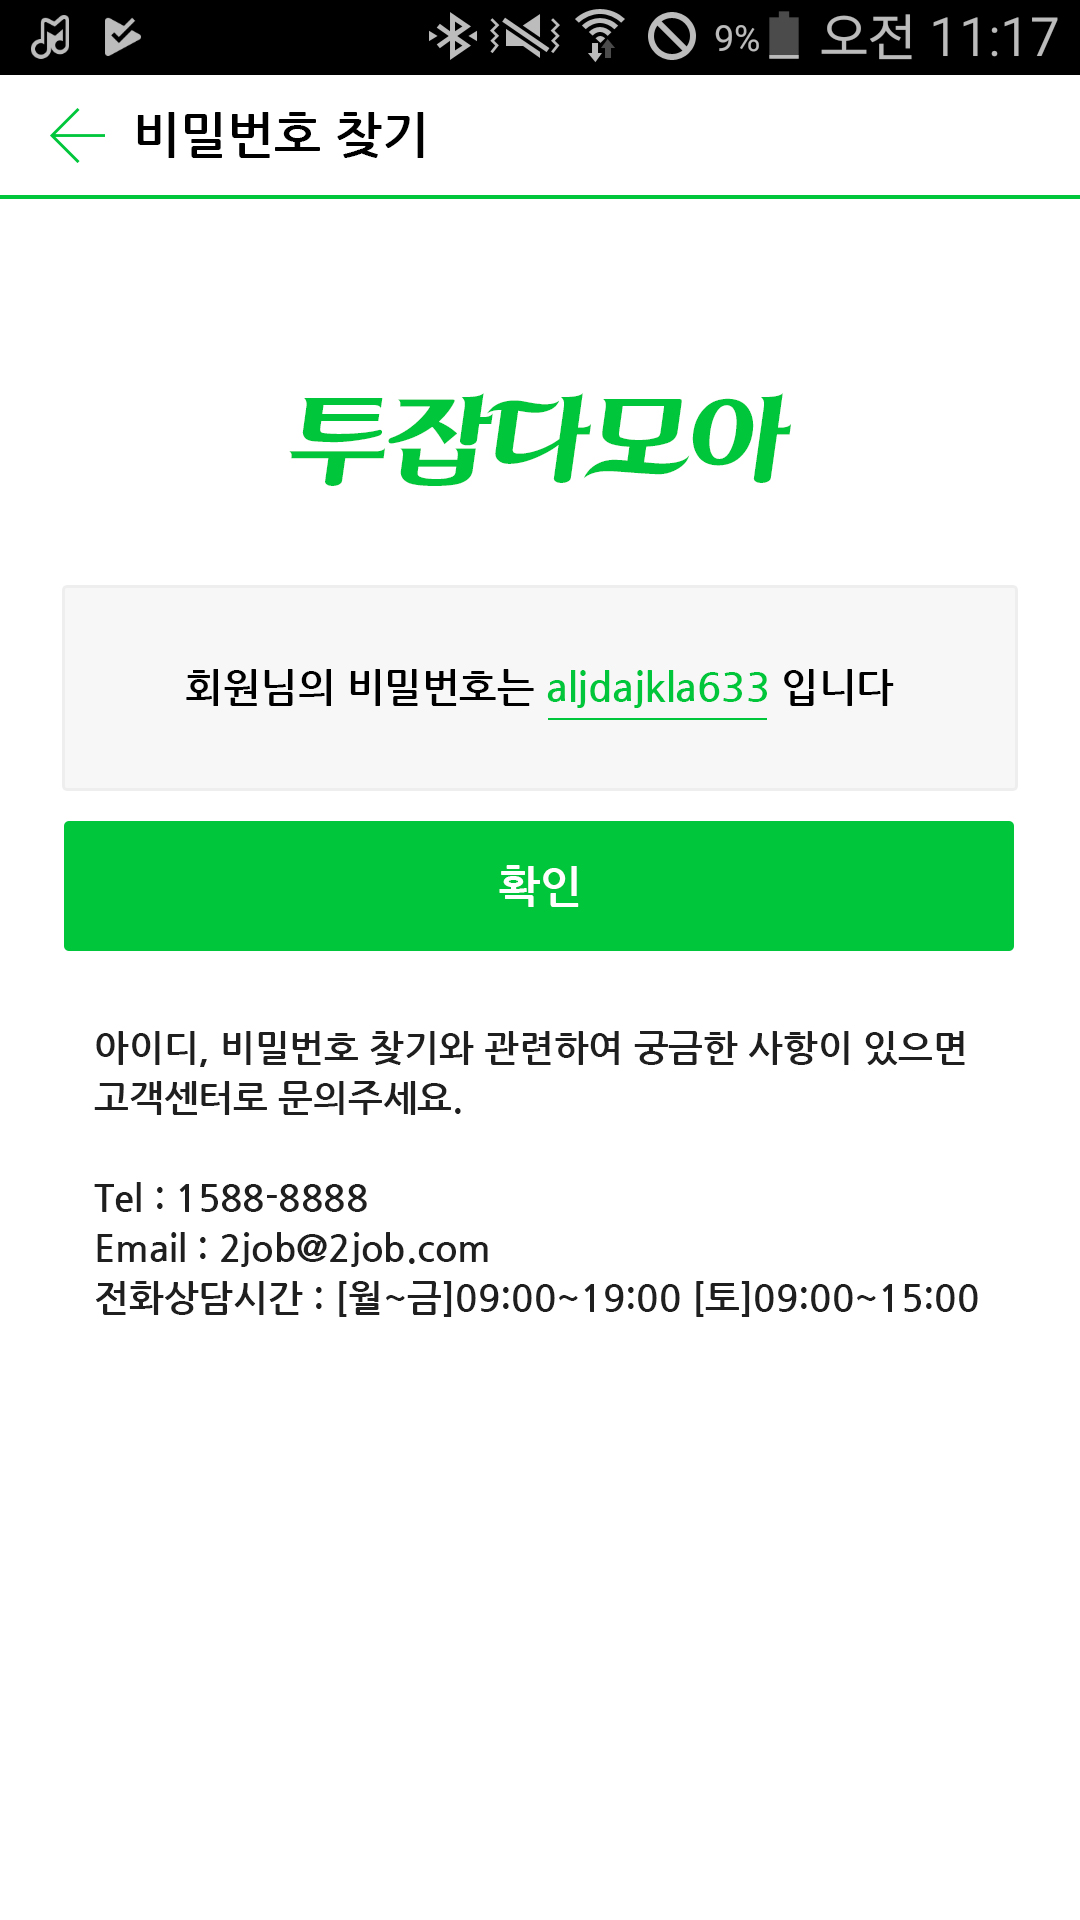 9% 오전 11:17
비밀번호 찾기
투잡다모아
회원님의 비밀번호는 aljdajkla633 입니다
확인
아이디, 비밀번호 찾기와 관련하여 궁금한 사항이 있으면
고객센터로 문의주세요.
Tel : 1588-8888
Email : 2job@2job.com
전화상담시간 : [월~금]09:00~19:00 [토]09:00~15:00